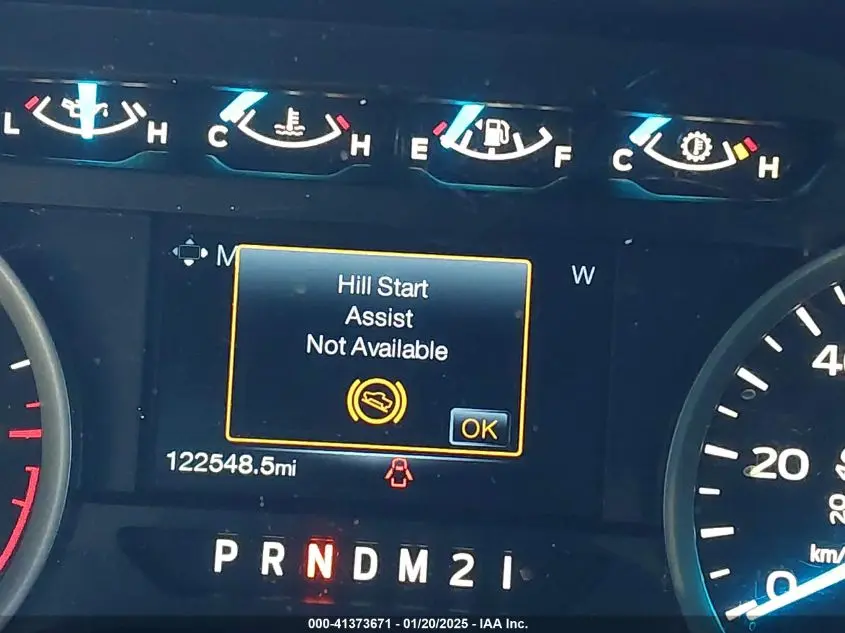 L H C H E F C H
M W
Hill Start
Assist
Not Available
OK
122548.5mi
20
0
km/
P R N D M 2 1
000-41373671 - 01/20/2025 - IAA Inc.